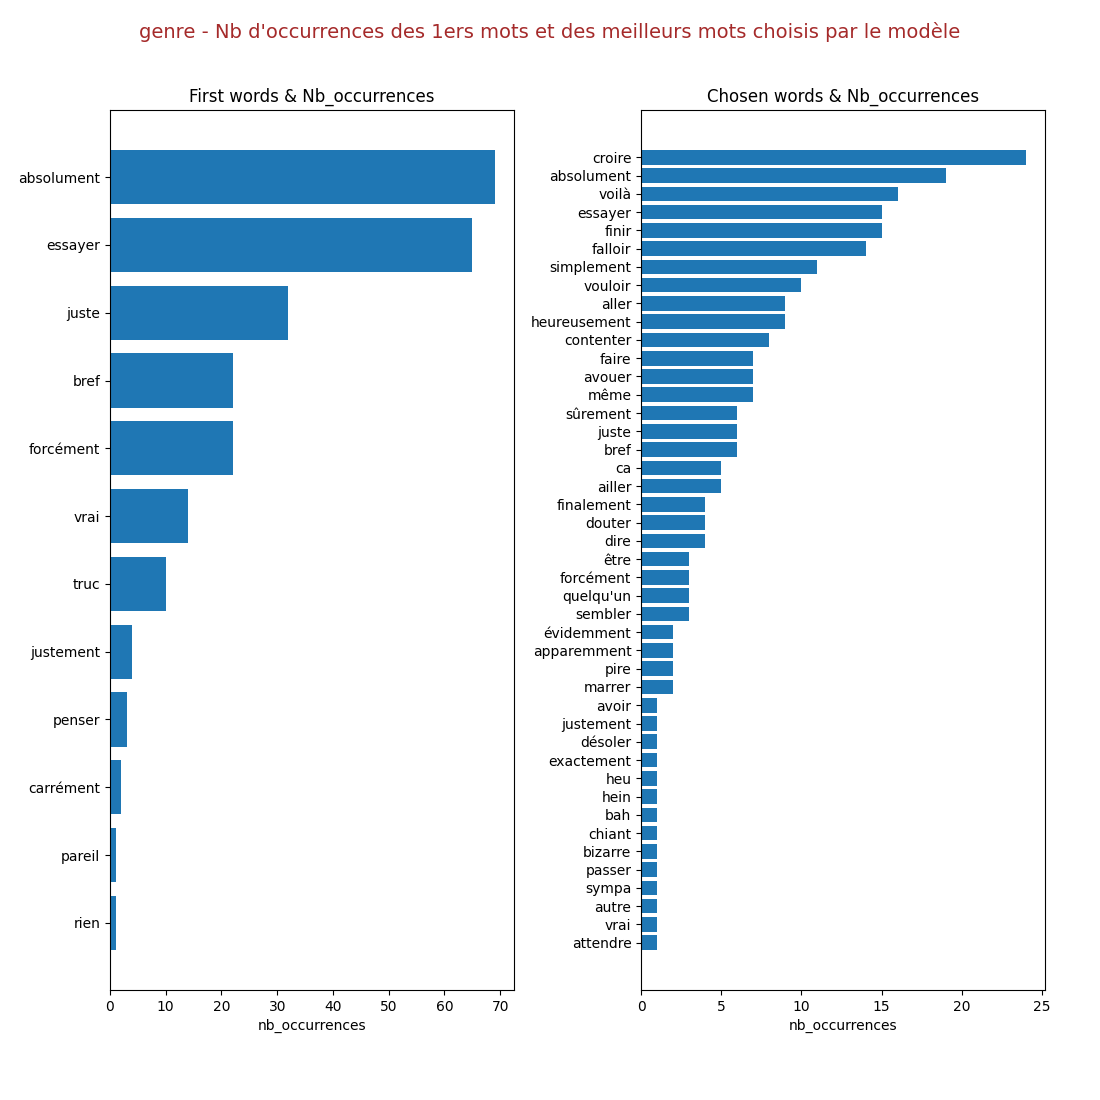 genre - Nb d'occurrences des 1ers mots et des meilleurs mots choisis par le modèle
First words & Nb_occurrences
absolument
essayer
juste
bref
forcément
vrai
truc
justement
penser
carrément
pareil
rien
0 10 20 30 40 50 60 70
nb_occurrences
Chosen words & Nb_occurrences
croire
absolument
voilà
essayer
finir
falloir
simplement
vouloir
aller
heureusement
contenter
faire
avouer
même
sûrement
juste
bref
ca
ailler
finalement
douter
dire
être
forcément
quelqu'un
sembler
évidemment
apparemment
pire
marrer
avoir
justement
désoler
exactement
heu
hein
bah
chiant
bizarre
passer
sympa
autre
vrai
attendre
0 5 10 15 20 25
nb_occurrences